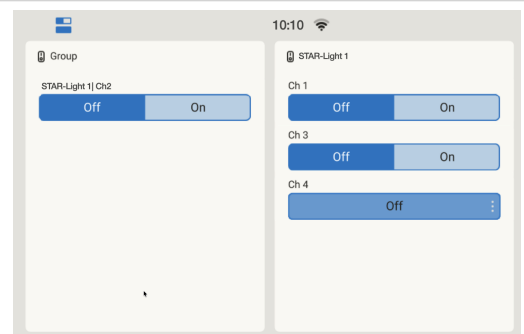 10:10
Group
STAR-Light 1| Ch2
Off On
STAR-Light 1
Ch 1
Off On
Ch 3
Off On
Ch 4
Off